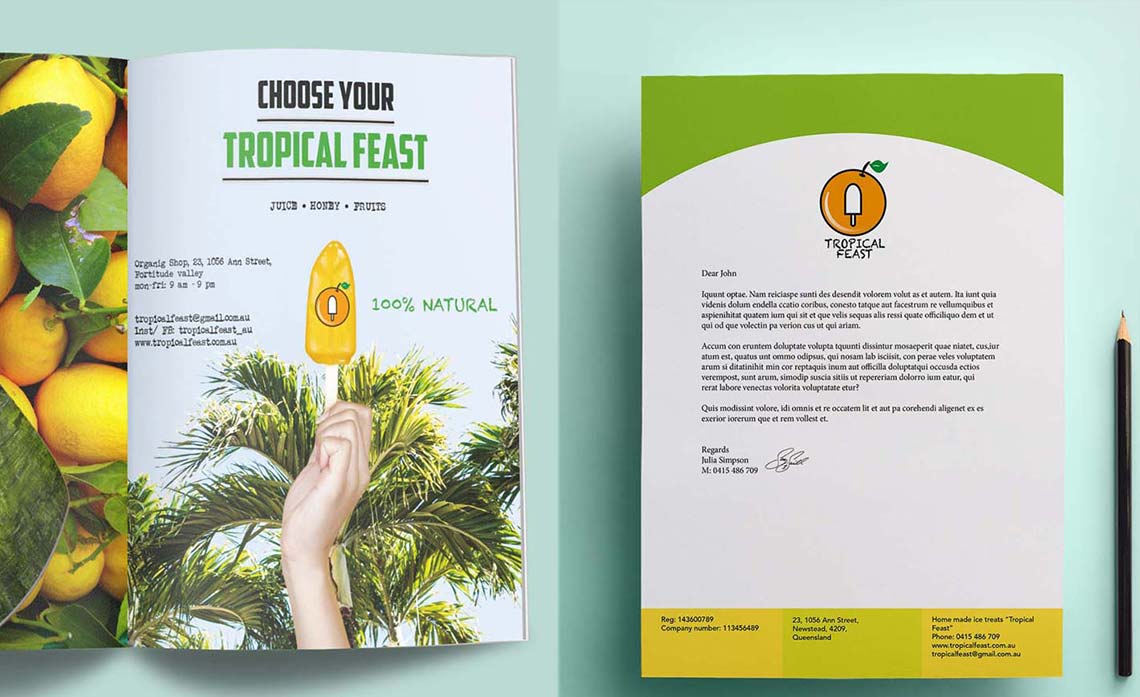 CHOOSE YOUR
TROPICAL FEAST
JUICE • HONEY • FRUITS
Organig Shop, 23, 1056 Ann Street,
Fortitude valley
mon-fri: 9 am - 9 pm
tropicalfeast@gmail.com.au
Inst/ FB: tropicalfeast_au
www.tropicalfeast.com.au
100% NATURAL
TROPICAL
FEAST
Dear John
Iquunt optae. Nam reiciaspe sunti des desendit volorem volut as et autem. Ita iunt quia
videnis dolum endella ccatio coribus, conesto tatque aut facestrum re vellumquibus et
aspienihitat quatem ium qui sit et que velis sequas alis ressi quate officiliquo dem et ut
qui od que volectin pa verion cus ut qui ariam.
Accum con eruntem doluptate volupta tquunti dissintur mosaeperit quae niatet, cus,iur
atum est, quatus unt ommo odipsus, qui nosam lab isciisit, con perae veles voluptatem
arum si ditatinihit min cor reptaquis inum aut officilla doluptatqui occusda ectios
verempost, sunt arum, simodip suscia sitiis ut repereriam dolorro ium eatur, qui
rerat labore venectas volorita voluptatate etur?
Quis modissint volore, idi omnis et re occatem lit et aut pa corehendi aligenet ex es
exerior iorerum que et rem vollest et.
Regards
Julia Simpson
M: 0415 486 709
Reg: 143600789
Company number: 113456489
23, 1056 Ann Street,
Newstead, 4209,
Queensland
Home made ice treats "Tropical
Feast"
Phone: 0415 486 709
www.tropicalfeast.com.au
tropicalfeast@gmail.com.au